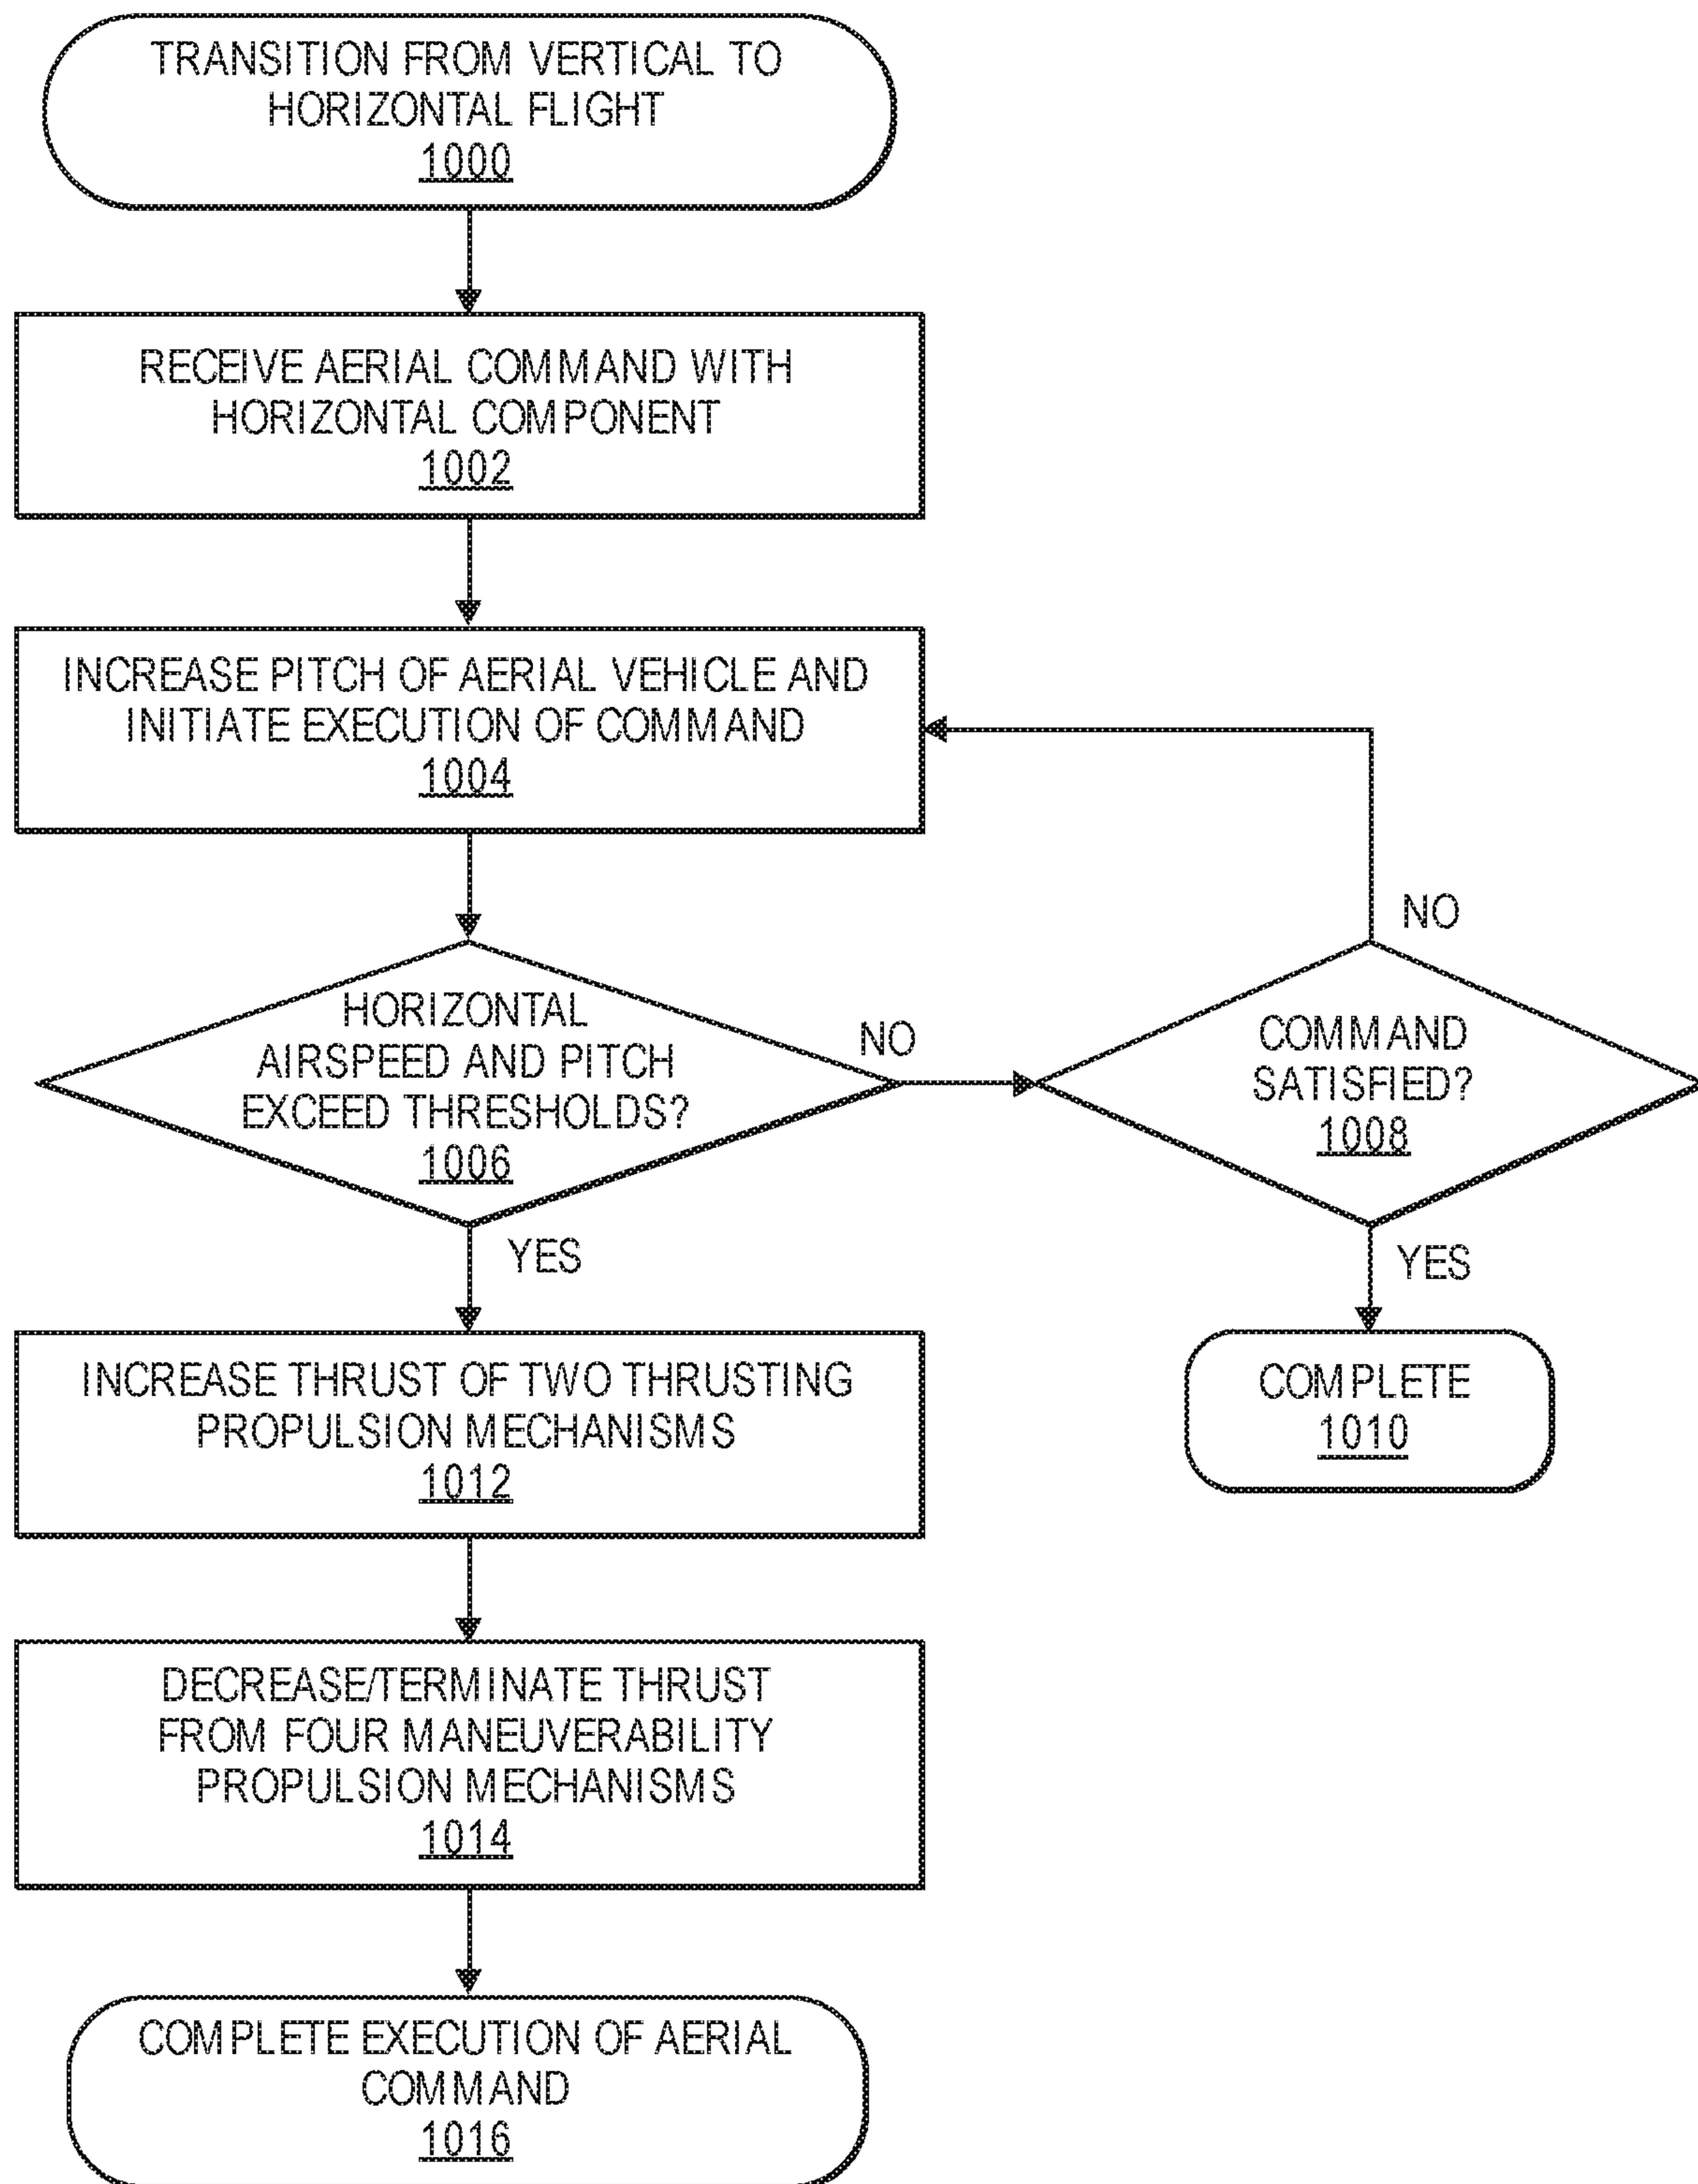 TRANSITION FROM VERTICAL TO
HORIZONTAL FLIGHT
1000
RECEIVE AERIAL COMMAND WITH
HORIZONTAL COMPONENT
1002
INCREASE PITCH OF AERIAL VEHICLE AND
INITIATE EXECUTION OF COMMAND
1004
HORIZONTAL
AIRSPEED AND PITCH
EXCEED THRESHOLDS?
1006
NO
YES
COMMAND
SATISFIED?
1008
NO
YES
COMPLETE
1010
INCREASE THRUST OF TWO THRUSTING
PROPULSION MECHANISMS
1012
DECREASE/TERMINATE THRUST
FROM FOUR MANEUVERABILITY
PROPULSION MECHANISMS
1014
COMPLETE EXECUTION OF AERIAL
COMMAND
1016